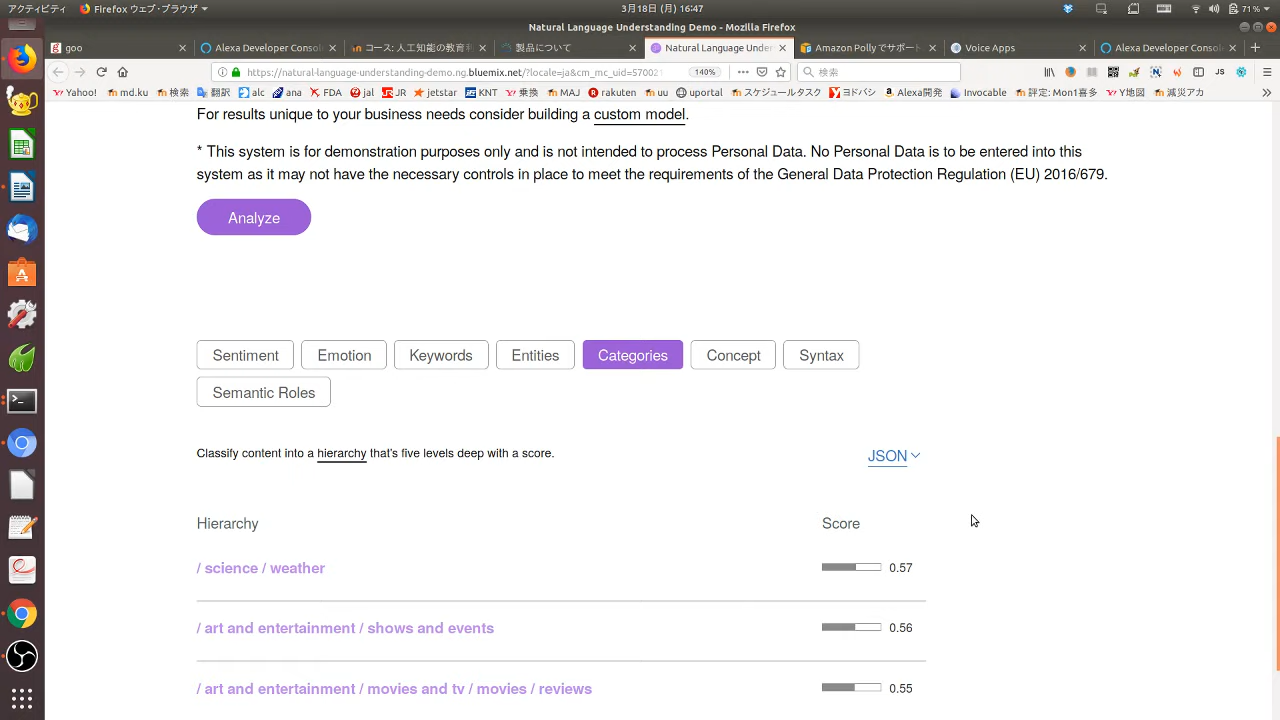 アクティビティ Firefox ウェブ・ブラウザ 3月18日 (月) 16:47 71%
Natural Language Understanding Demo - Mozilla Firefox
goo Alexa Developer Consol コース: 人工知能の教育利 製品について Natural Language Under Amazon Polly でサポート Voice Apps Alexa Developer Consol
https://natural-language-understanding-demo.ng.bluemix.net/?locale=ja&cm_mc_uid=570021 140% 検索
Yahoo! md.ku 検索 翻訳 alc ana FDA jal JR jetstar KNT 乗換 MAJ rakuten uu uportal スケジュールタスク ヨドバシ Alexa開発 Invocable 評定: Mon1喜多 Y地図 減災アカ
For results unique to your business needs consider building a custom model.
* This system is for demonstration purposes only and is not intended to process Personal Data. No Personal Data is to be entered into this
system as it may not have the necessary controls in place to meet the requirements of the General Data Protection Regulation (EU) 2016/679.
Analyze
Sentiment Emotion Keywords Entities Categories Concept Syntax
Semantic Roles
Classify content into a hierarchy that's five levels deep with a score. JSON
Hierarchy Score
/ science / weather 0.57
/ art and entertainment / shows and events 0.56
/ art and entertainment / movies and tv / movies / reviews 0.55